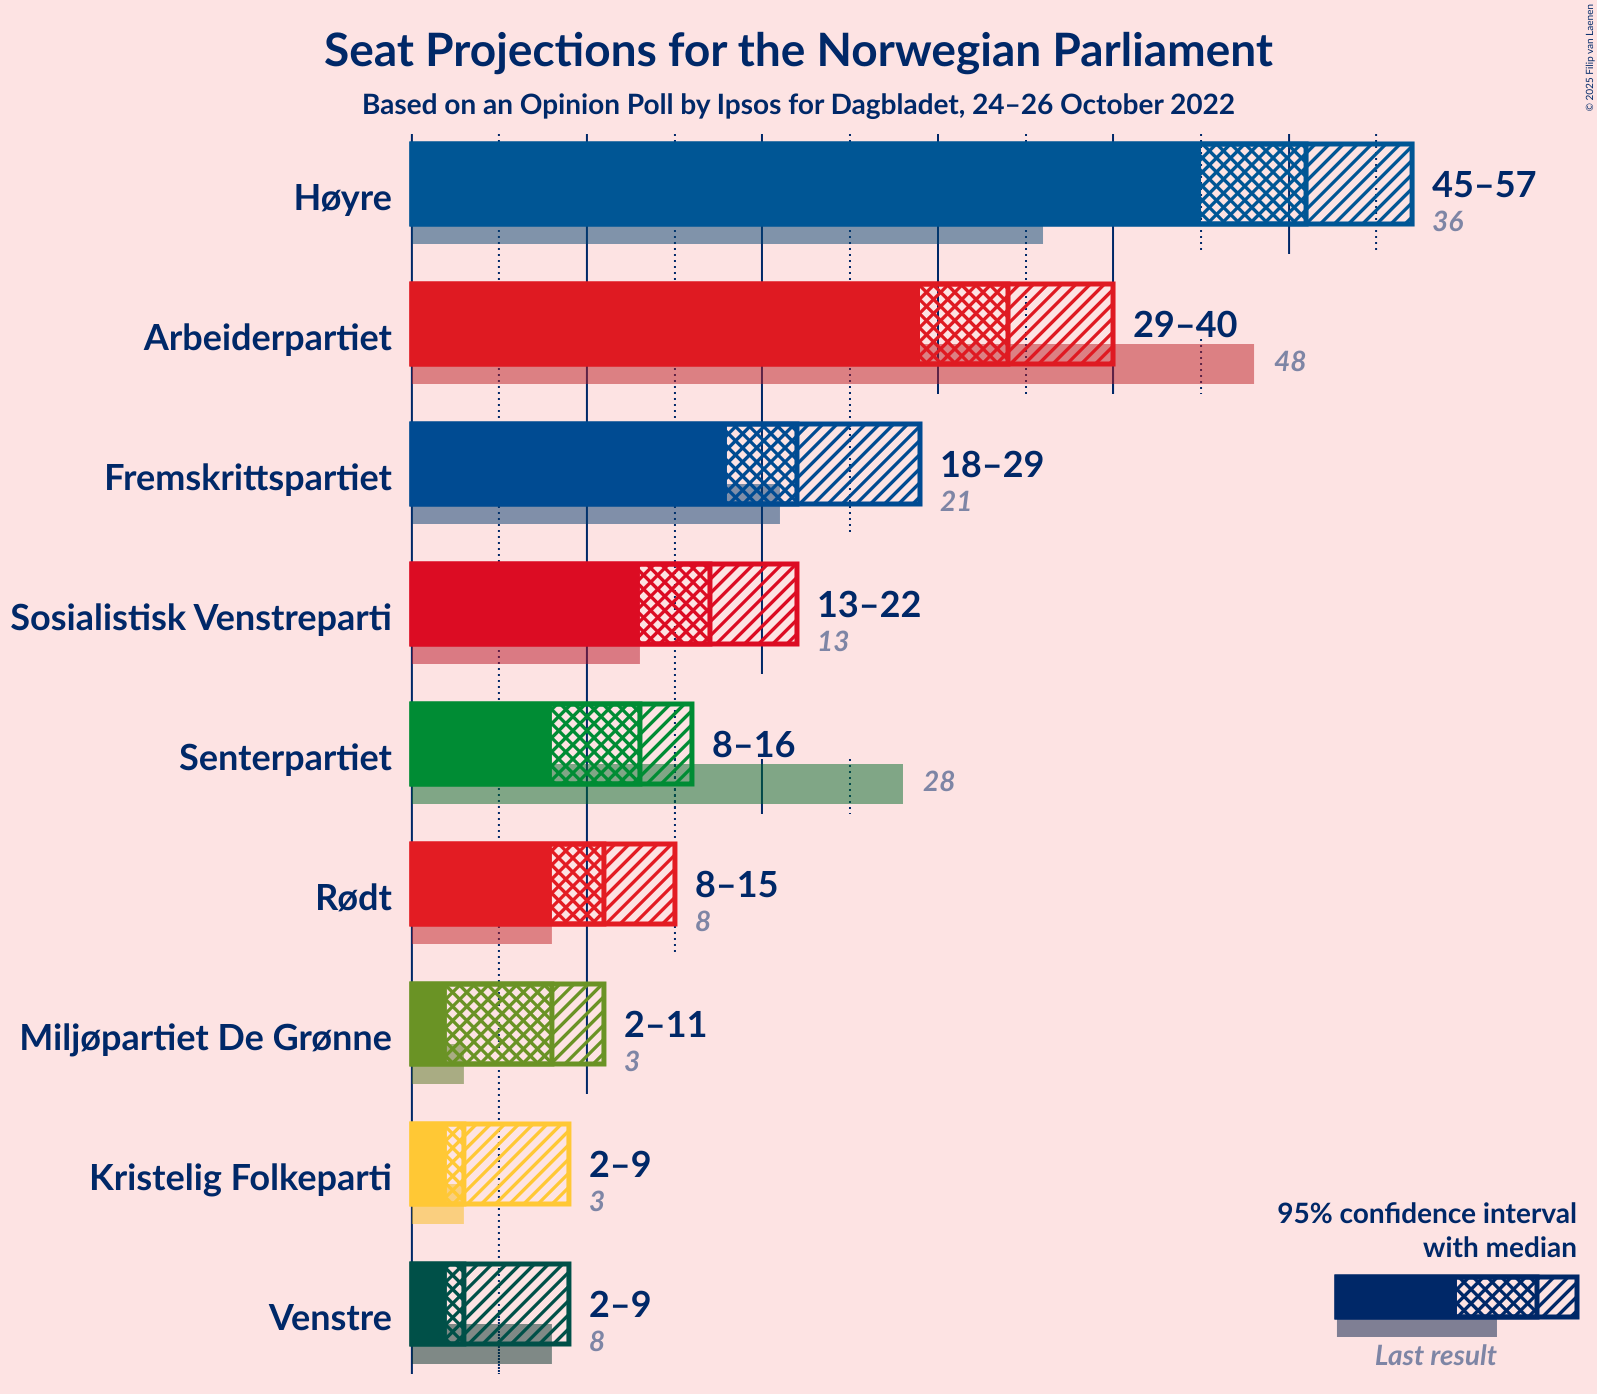 Seat Projections for the Norwegian Parliament
Based on an Opinion Poll by Ipsos for Dagbladet, 24–26 October 2022
© 2025 Filip van Laenen
Høyre
45–57
36
Arbeiderpartiet
29–40
48
Fremskrittspartiet
18–29
21
Sosialistisk Venstreparti
13–22
13
Senterpartiet
8–16
28
Rødt
8–15
8
Miljøpartiet De Grønne
2–11
3
Kristelig Folkeparti
2–9
3
Venstre
2–9
8
95% confidence interval
with median
Last result